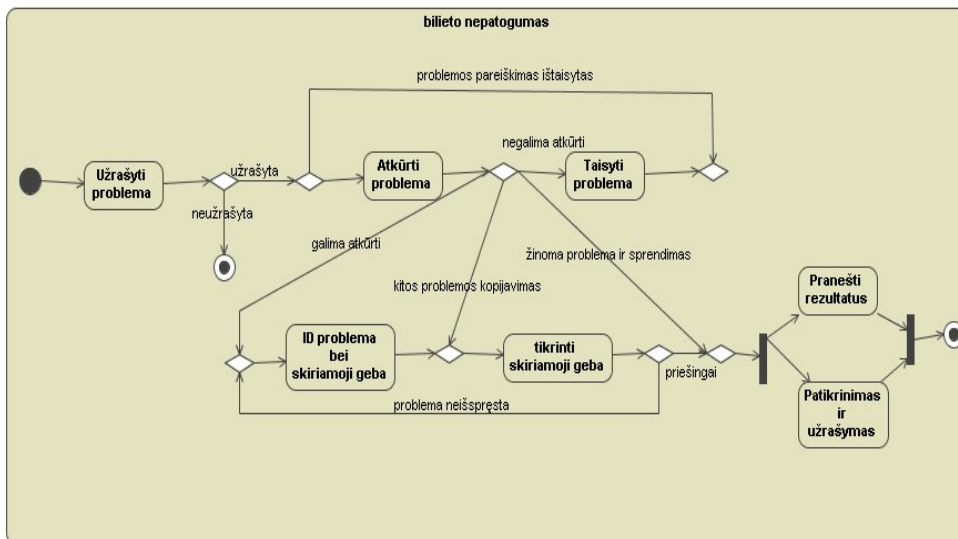 bilieto nepatogumas
problemos pareiškimas ištaisytas
negalima atkūrti
Užrašyti
problema
užrašyta
Atkūrti
problema
Taisyti
problema
neužrašyta
galima atkūrti
žinoma problema ir sprendimas
kitos problemos kopijavimas
Pranešti
rezultatus
ID problema
bei
skiriamoji geba
tikrinti
skiriamoji geba
priešingai
problema neišspręsta
Patikrinimas
ir
užrašymas